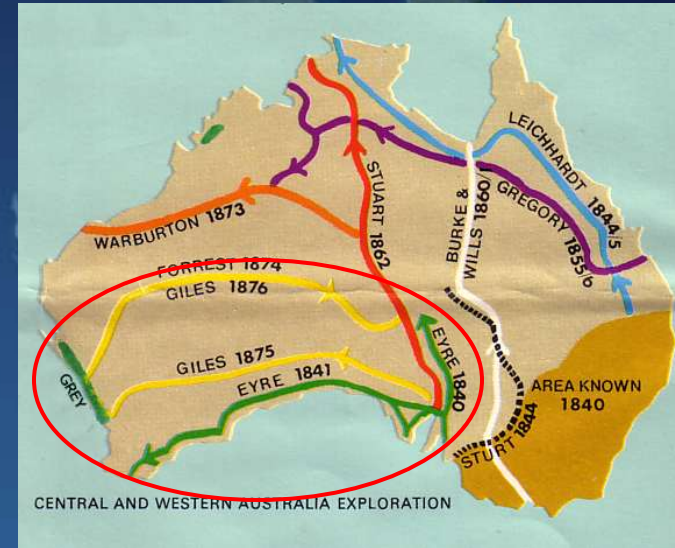 LEICHHARDT 1844/5
GREGORY 1855/6
BURKE &
WILLS 1860/1
STUART 1862
WARBURTON 1873
FORREST 1874
GILES 1876
GILES 1875
EYRE 1841
EYRE 1840
GREY
AREA KNOWN
1840
STURT 1844
CENTRAL AND WESTERN AUSTRALIA EXPLORATION